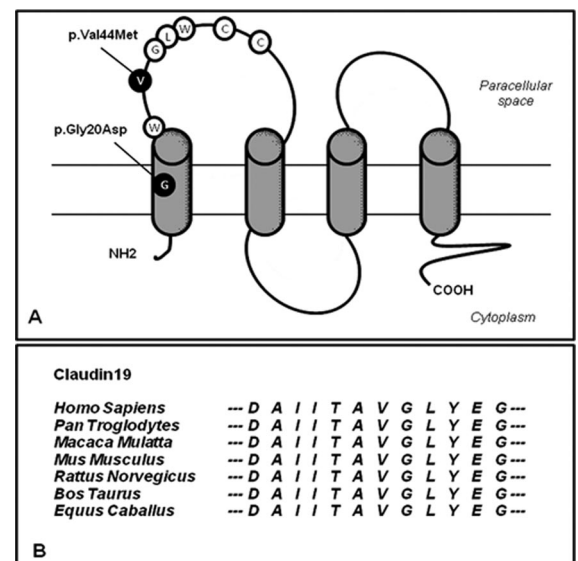 p.Val44Met
G L W C C
V
Paracellular
space
p.Gly20Asp
W
G
NH2
COOH
A
Cytoplasm
Claudin19
Homo Sapiens --- D A I I T A V G L Y E G ---
Pan Troglodytes --- D A I I T A V G L Y E G ---
Macaca Mulatta --- D A I I T A V G L Y E G ---
Mus Musculus --- D A I I T A V G L Y E G ---
Rattus Norvegicus --- D A I I T A V G L Y E G ---
Bos Taurus --- D A I I T A V G L Y E G ---
Equus Caballus --- D A I I T A V G L Y E G ---
B